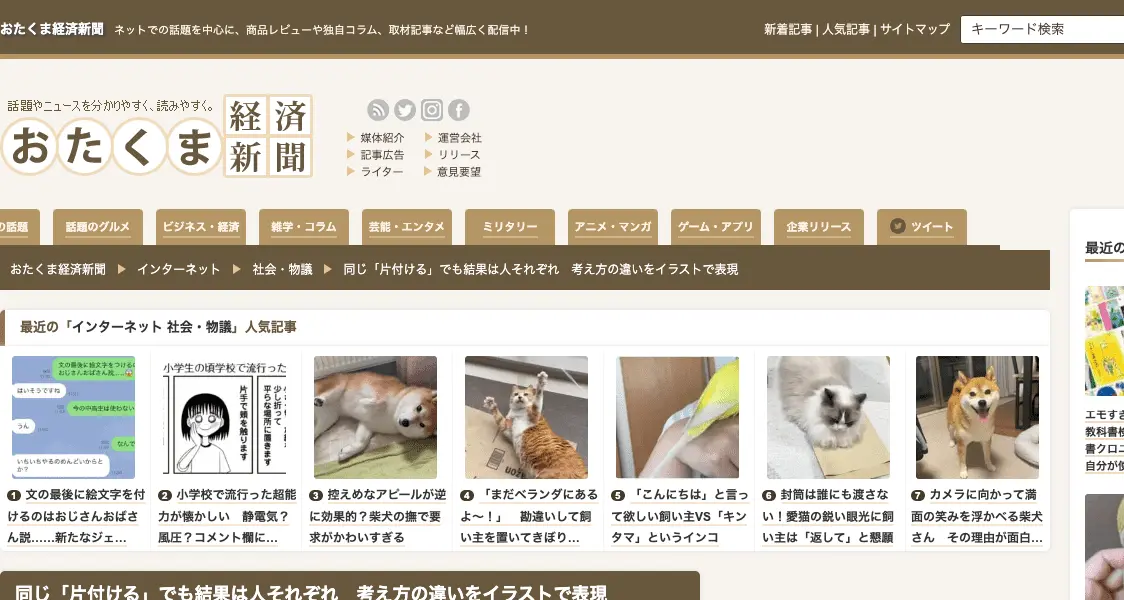 おたくま経済新聞 ネットでの話題を中心に、商品レビューや独自コラム、取材記事など幅広く配信中！
新着記事 | 人気記事 | サイトマップ
キーワード検索
話題やニュースを分かりやすく、読みやすく。
おたくま経済新聞
媒体紹介 運営会社
記事広告 リリース
ライター 意見要望
の話題 話題のグルメ ビジネス・経済 雑学・コラム 芸能・エンタメ ミリタリー アニメ・マンガ ゲーム・アプリ 企業リリース ツイート
おたくま経済新聞 インターネット 社会・物議 同じ「片付ける」でも結果は人それぞれ 考え方の違いをイラストで表現
最近の「インターネット 社会・物議」人気記事
文の最後に絵文字をつける
おじさんおばさん説……
はいそうですね
今の中高生は使わない
うん
なんで
いちいちやるのめんどいからと
か？
1 文の最後に絵文字を付
けるのはおじさんおばさ
ん説……新たなジェ…
小学生の頃学校で流行った
少し折って
平らな場所に置きます
片手で頬を触ります
2 小学校で流行った超能
力が懐かしい 静電気？
風圧？コメント欄に…
3 控えめなアピールが逆
に効果的？柴犬の撫で要
求がかわいすぎる
4 「まだベランダにある
よ～！」 勘違いして飼
い主を置いてきぼり…
5 「こんにちは」と言っ
て欲しい飼い主VS「キン
タマ」というインコ
6 封筒は誰にも渡さな
い！愛猫の鋭い眼光に飼
い主は「返して」と懇願
7 カメラに向かって満
面の笑みを浮かべる柴犬
さん その理由が面白…
最近の
エモすぎ
教科書検
書クロニ
自分が使
同じ「片付ける」でも結果は人それぞれ 考え方の違いをイラストで表現